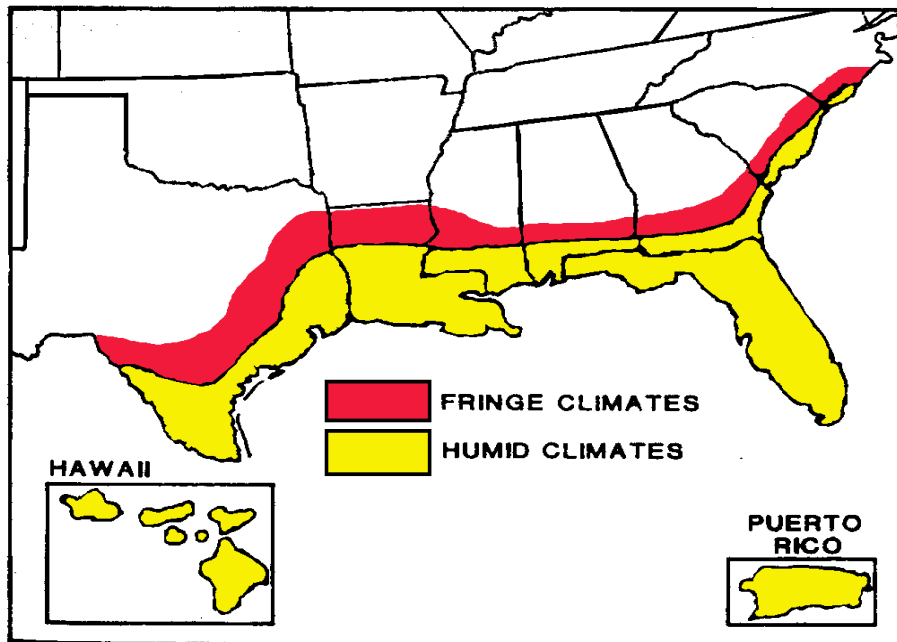 FRINGE CLIMATES
HUMID CLIMATES
HAWAII
PUERTO
RICO